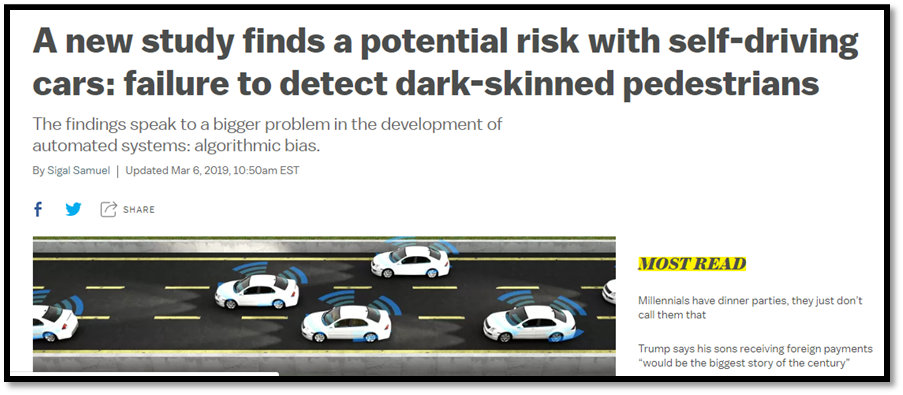 A new study finds a potential risk with self-driving
cars: failure to detect dark-skinned pedestrians
The findings speak to a bigger problem in the development of
automated systems: algorithmic bias.
By Sigal Samuel | Updated Mar 6, 2019, 10:50am EST
SHARE
MOST READ
Millennials have dinner parties, they just don't
call them that
Trump says his sons receiving foreign payments
“would be the biggest story of the century”